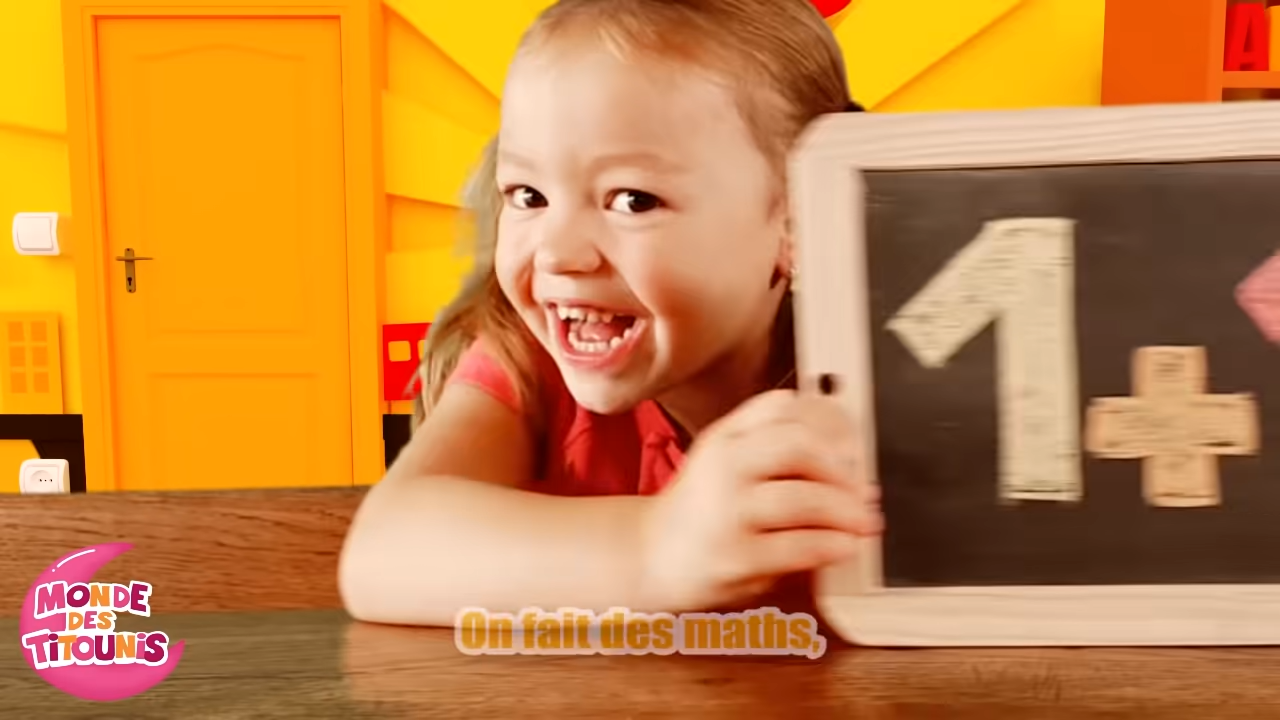 A
1
+
On fait des maths,
MONDE
DES
TITOUNIS